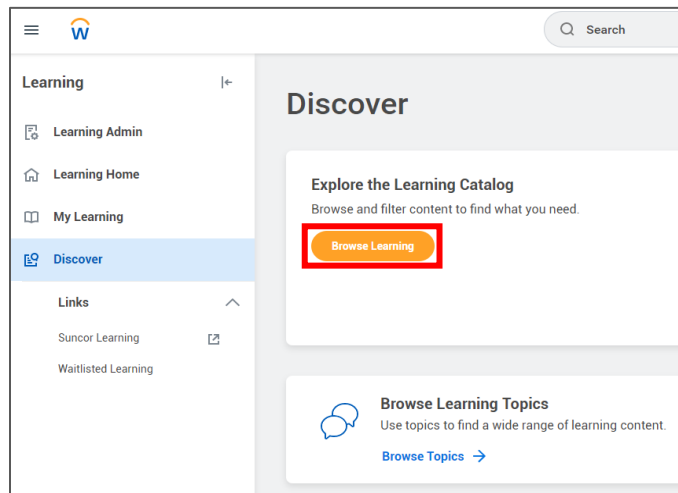 W
Search
Learning
Learning Admin
Learning Home
My Learning
Discover
Links
Suncor Learning
Waitlisted Learning
Discover
Explore the Learning Catalog
Browse and filter content to find what you need.
Browse Learning
Browse Learning Topics
Use topics to find a wide range of learning content.
Browse Topics